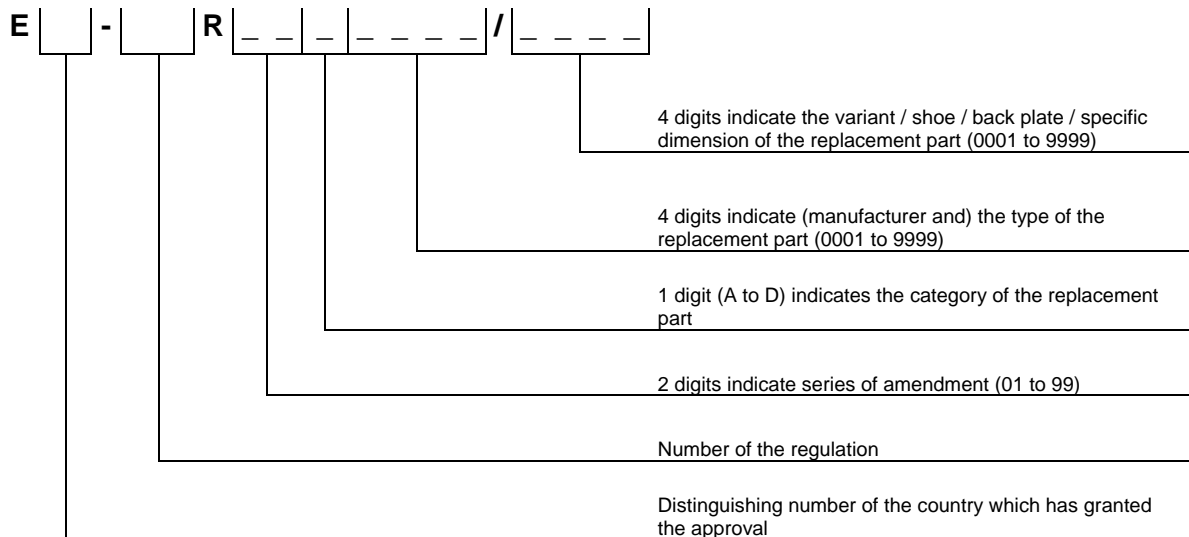 E - R _ _ _ _ _ _ _ / _ _ _ _
4 digits indicate the variant / shoe / back plate / specific
dimension of the replacement part (0001 to 9999)
4 digits indicate (manufacturer and) the type of the
replacement part (0001 to 9999)
1 digit (A to D) indicates the category of the replacement
part
2 digits indicate series of amendment (01 to 99)
Number of the regulation
Distinguishing number of the country which has granted
the approval